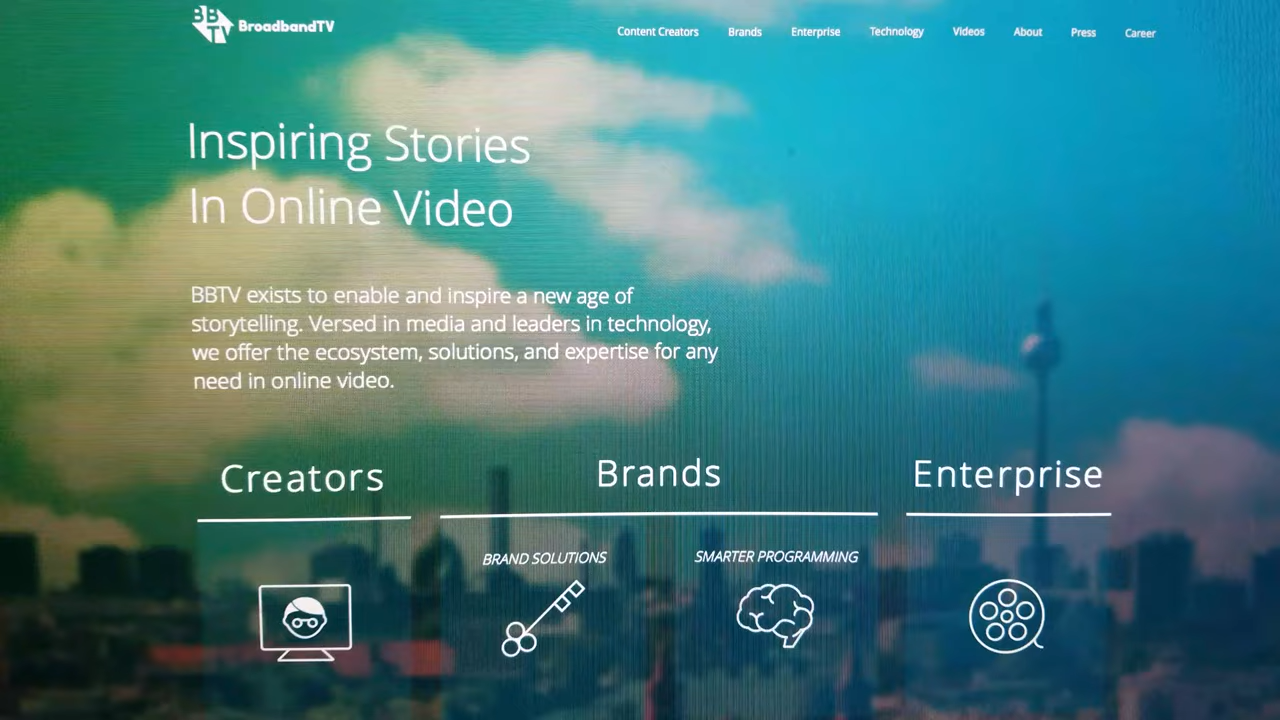 BB
TV
BroadbandTV
Content Creators Brands Enterprise Technology Videos About Press Career
Inspiring Stories
In Online Video
BBTV exists to enable and inspire a new age of
storytelling. Versed in media and leaders in technology,
we offer the ecosystem, solutions, and expertise for any
need in online video.
Creators Brands Enterprise
BRAND SOLUTIONS SMARTER PROGRAMMING